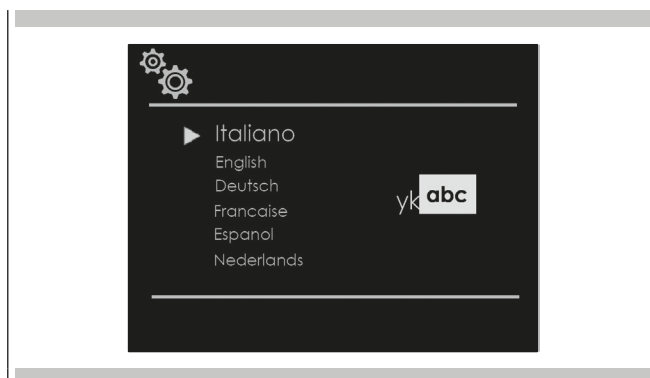 Italiano
English
Deutsch
Francaise
Espanol
Nederlands
yk abc